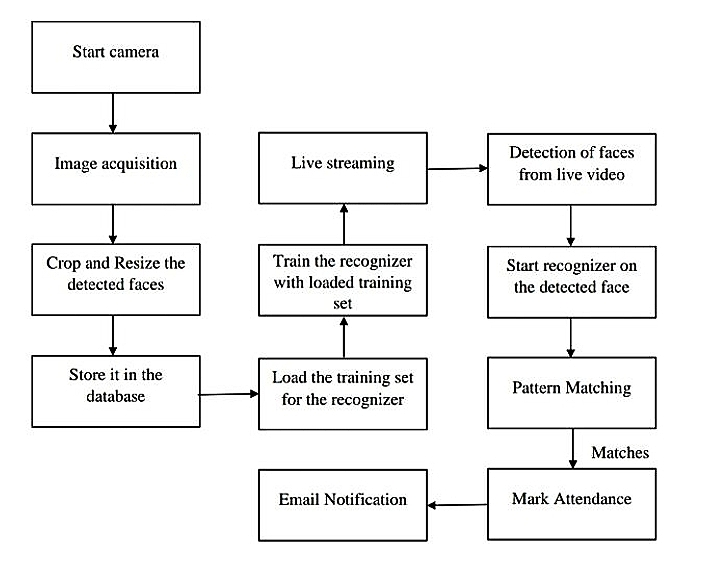 Start camera
Image acquisition
Crop and Resize the
detected faces
Store it in the
database
Load the training set
for the recognizer
Train the recognizer
with loaded training
set
Live streaming
Detection of faces
from live video
Start recognizer on
the detected face
Pattern Matching
Matches
Mark Attendance
Email Notification